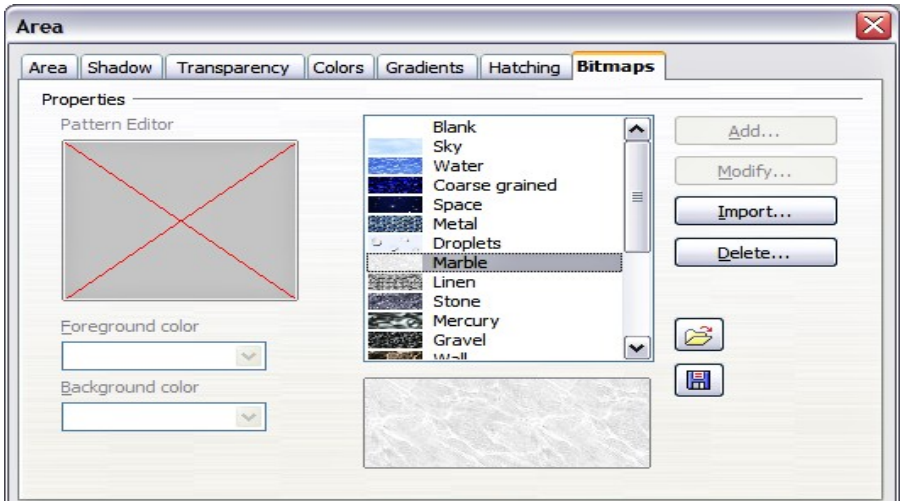 Area
Area Shadow Transparency Colors Gradients Hatching Bitmaps
Properties
Pattern Editor
Blank
Sky
Water
Coarse grained
Space
Metal
Droplets
Marble
Linen
Stone
Mercury
Gravel
Wall
Add...
Modify...
Import...
Delete...
Foreground color
Background color